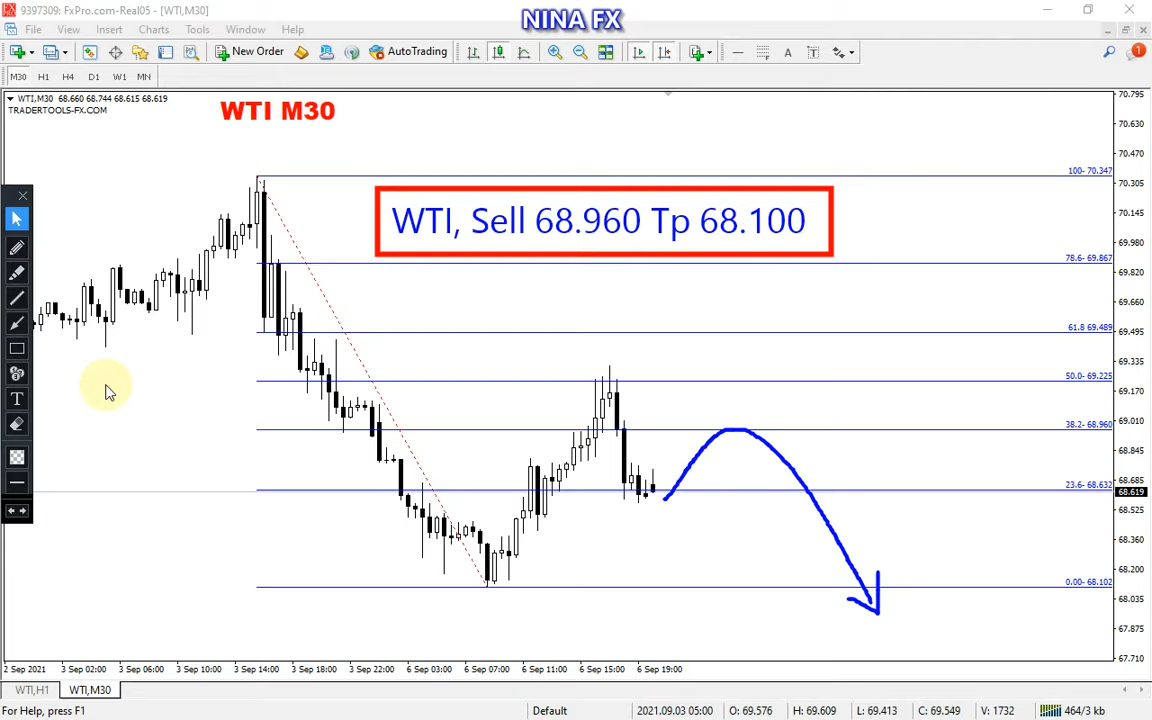 9397309: FxPro.com-Real05 - [WTI,M30]
NINA FX
File View Insert Charts Tools Window Help
New Order AutoTrading
A T 1
M30 H1 H4 D1 W1 MN
WTI,M30 68.660 68.744 68.615 68.619
TRADERTOOLS-FX.COM
WTI M30
WTI, Sell 68.960 Tp 68.100
100- 70.347
78.6- 69.867
61.8 69.489
50.0- 69.225
38.2- 68.960
23.6- 68.632
0.00- 68.102
70.795
70.630
70.470
70.305
70.145
69.980
69.820
69.660
69.495
69.335
69.170
69.010
68.845
68.685
68.619
68.525
68.360
68.200
68.035
67.875
67.710
T
2 Sep 2021 3 Sep 02:00 3 Sep 06:00 3 Sep 10:00 3 Sep 14:00 3 Sep 18:00 3 Sep 22:00 6 Sep 03:00 6 Sep 07:00 6 Sep 11:00 6 Sep 15:00 6 Sep 19:00
WTI,H1 WTI,M30
For Help, press F1 Default 2021.09.03 05:00 O: 69.576 H: 69.609 L: 69.413 C: 69.549 V: 1732 464/3 kb